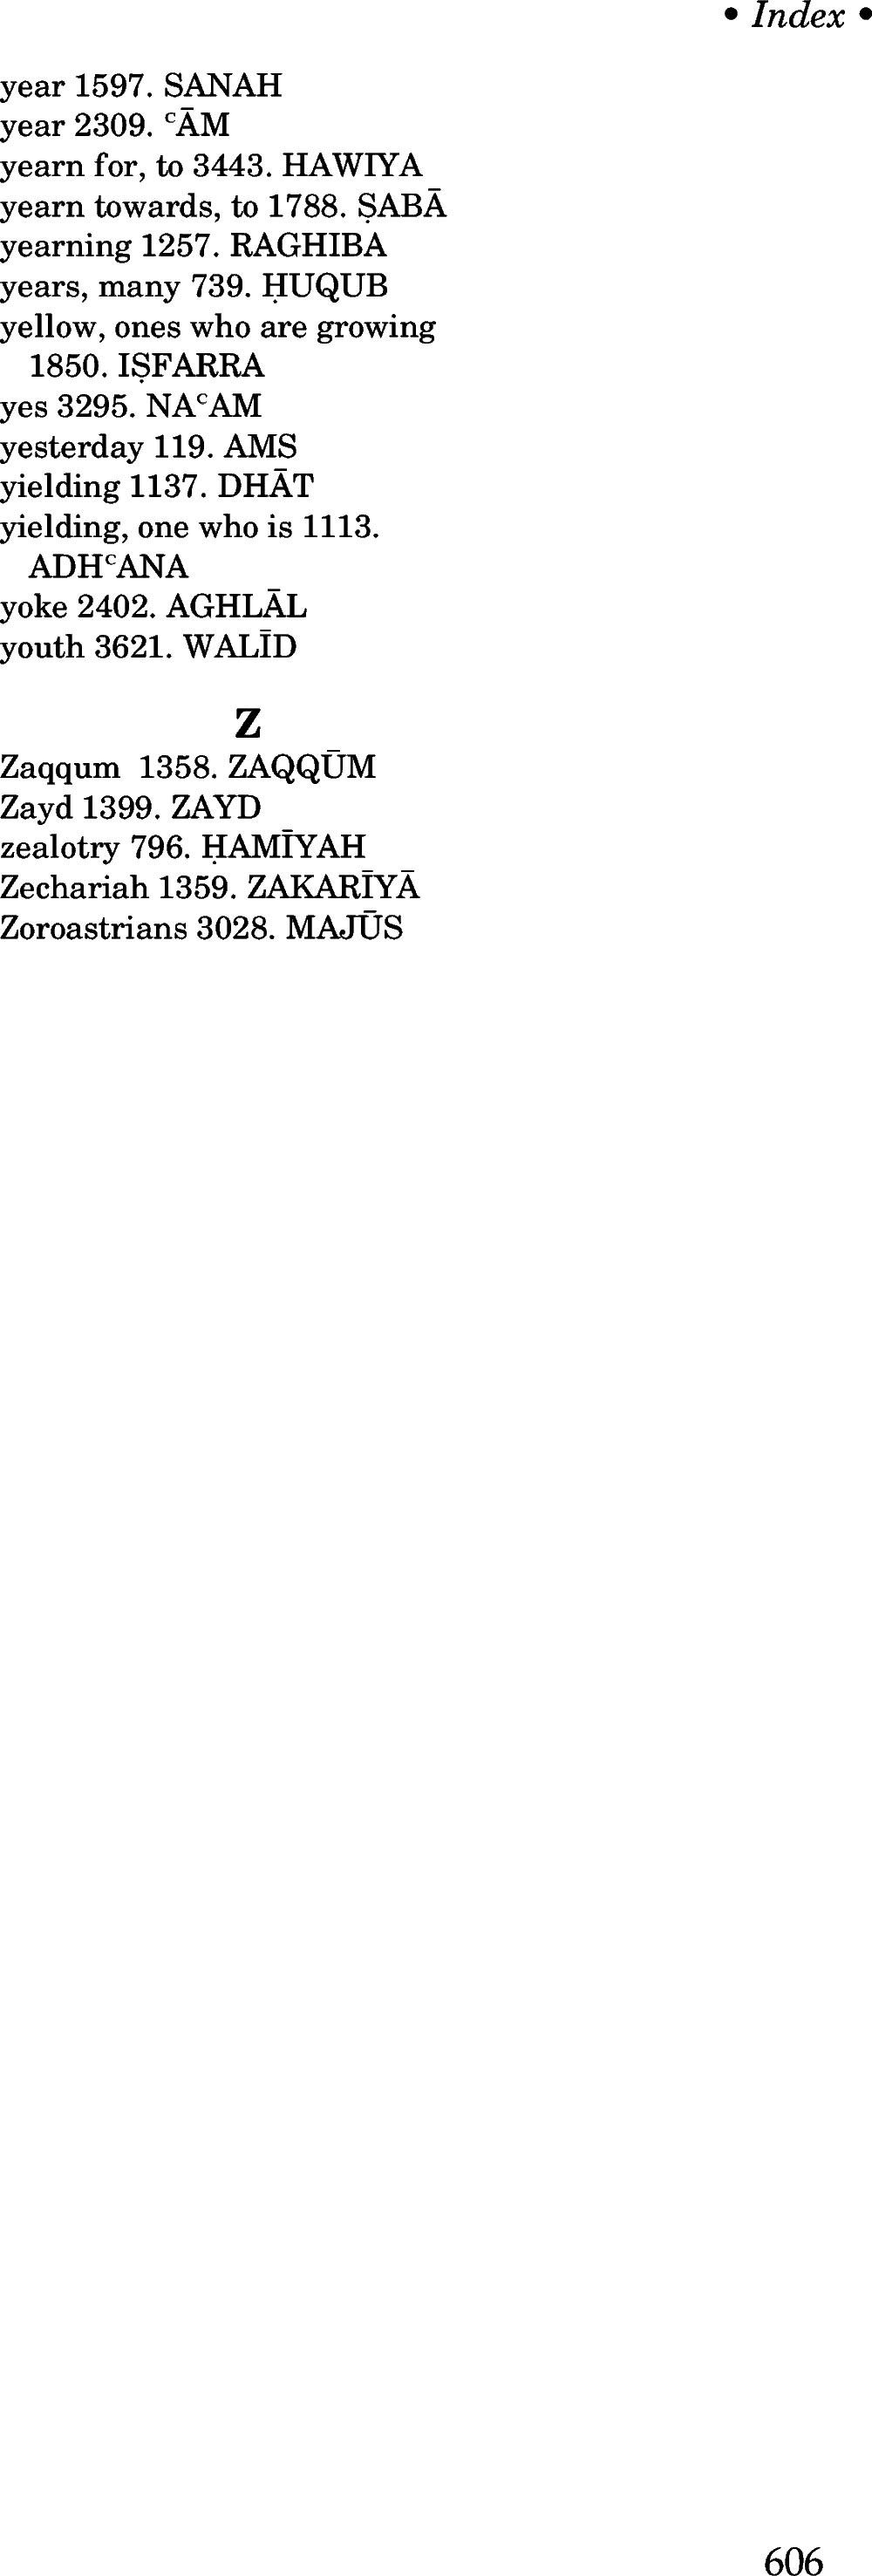 • Index •
year 1597. SANAH
year 2309. ᶜĀM
yearn for, to 3443. HAWIYA
yearn towards, to 1788. ṢABĀ
yearning 1257. RAGHIBA
years, many 739. ḤUQUB
yellow, ones who are growing
1850. IṢFARRA
yes 3295. NAᶜAM
yesterday 119. AMS
yielding 1137. DHĀT
yielding, one who is 1113.
ADHᶜANA
yoke 2402. AGHLĀL
youth 3621. WALĪD
Z
Zaqqum 1358. ZAQQŪM
Zayd 1399. ZAYD
zealotry 796. ḤAMĪYAH
Zechariah 1359. ZAKARĪYĀ
Zoroastrians 3028. MAJŪS
606